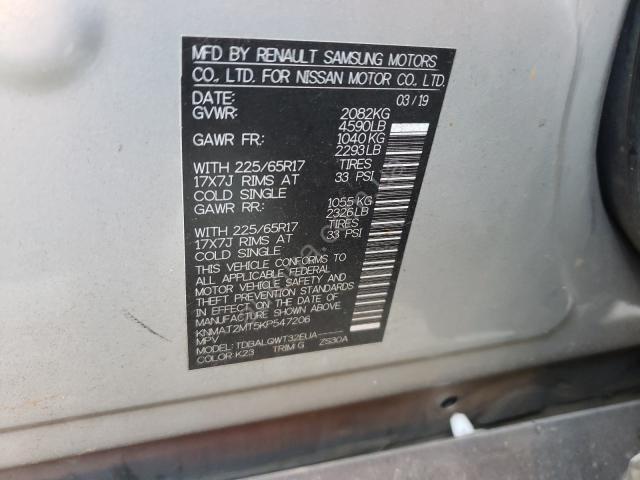 MFD BY RENAULT SAMSUNG MOTORS
CO., LTD. FOR NISSAN MOTOR CO., LTD.
DATE: 03/19
GVWR: 2082KG
4590LB
GAWR FR: 1040KG
2293LB
WITH 225/65R17 TIRES
17X7J RIMS AT 33 PSI
COLD SINGLE
GAWR RR: 1055KG
2326LB
WITH 225/65R17 TIRES
17X7J RIMS AT 33 PSI
COLD SINGLE
THIS VEHICLE CONFORMS TO
ALL APPLICABLE FEDERAL
MOTOR VEHICLE SAFETY AND
THEFT PREVENTION STANDARDS
IN EFFECT ON THE DATE OF
MANUFACTURE SHOWN ABOVE.
KNMAT2MT5KP547206
MPV
MODEL: TDBALQWT32EUA-----
COLOR: K23 TRIM: G ZS30A